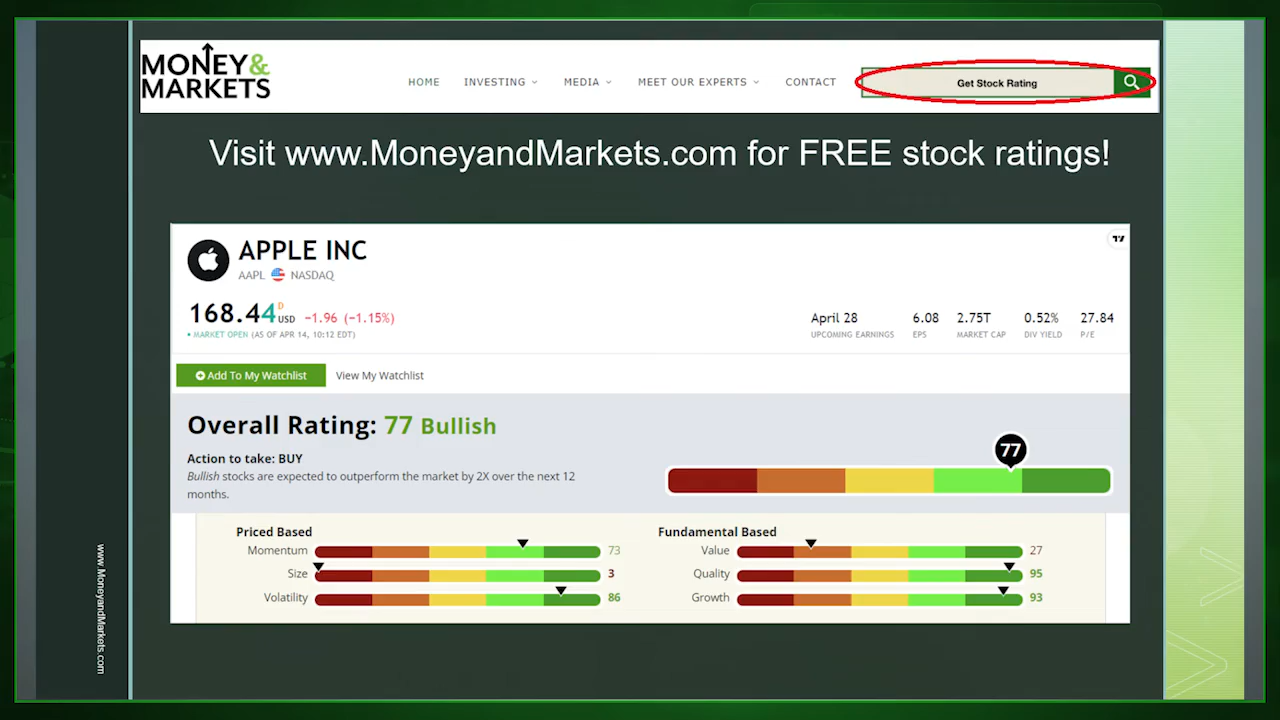 MONEY&
MARKETS
HOME INVESTING MEDIA MEET OUR EXPERTS CONTACT
Get Stock Rating
Visit www.MoneyandMarkets.com for FREE stock ratings!
APPLE INC
AAPL NASDAQ
168.44 D USD −1.96 (−1.15%)
• MARKET OPEN (AS OF APR 14, 10:12 EDT)
April 28 6.08 2.75T 0.52% 27.84
UPCOMING EARNINGS EPS MARKET CAP DIV YIELD P/E
Add To My Watchlist View My Watchlist
Overall Rating: 77 Bullish
Action to take: BUY
Bullish stocks are expected to outperform the market by 2X over the next 12
months.
77
Priced Based
Momentum 73
Size 3
Volatility 86
Fundamental Based
Value 27
Quality 95
Growth 93
www.MoneyandMarkets.com